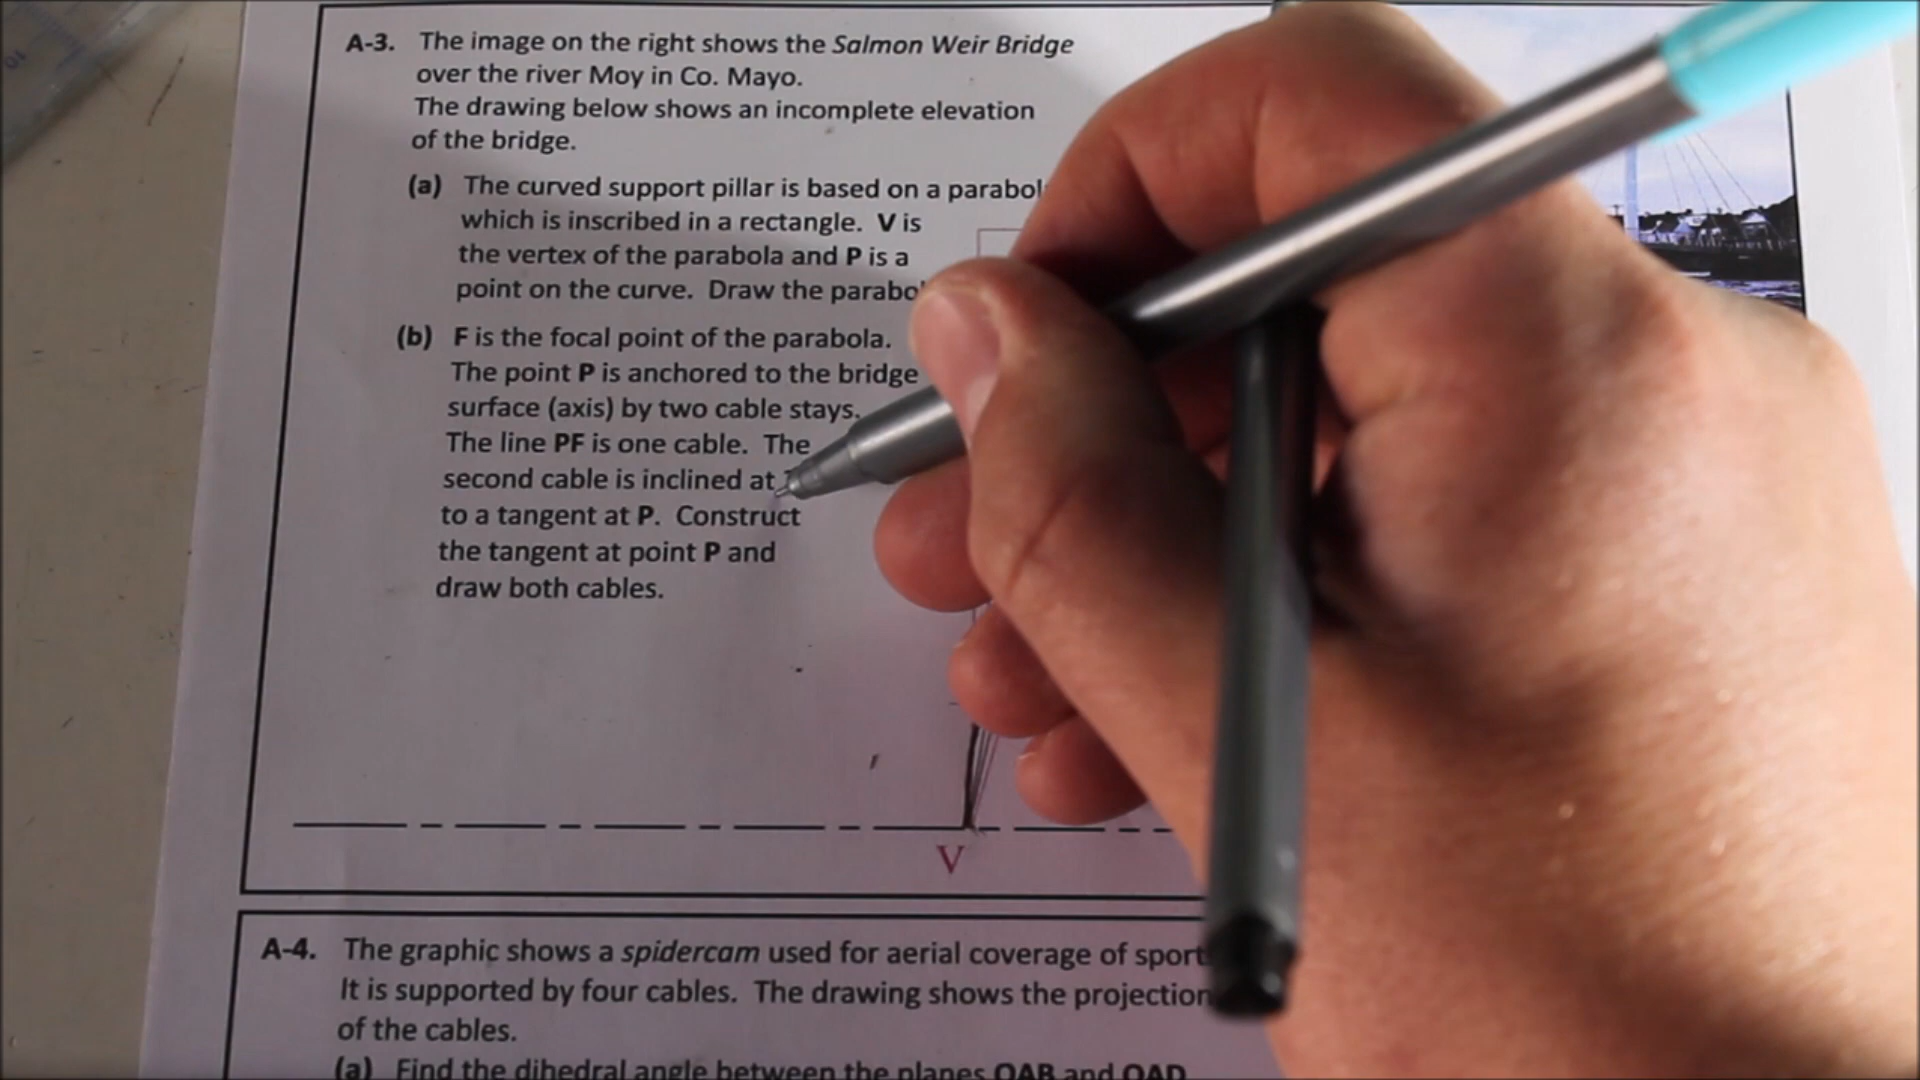 A-3. The image on the right shows the Salmon Weir Bridge
over the river Moy in Co. Mayo.
The drawing below shows an incomplete elevation
of the bridge.
(a) The curved support pillar is based on a
which is inscribed in a rectangle. V is
the vertex of the parabola and P is a
point on the curve. Draw the
(b) F is the focal point of the parabola.
The point P is anchored to the bridge
surface (axis) by two cable stays.
The line PF is one cable. The
second cable is inclined at
to a tangent at P. Construct
the tangent at point P and
draw both cables.
V
A-4. The graphic shows a spidercam used for aerial coverage of
It is supported by four cables. The drawing shows the projection
of the cables.
(a) Find the dihedral angle between the planes OAB and OAD